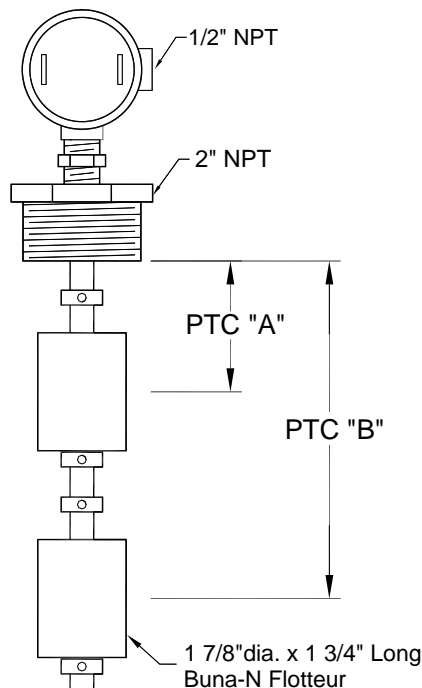 1/2" NPT
2" NPT
PTC "A"
PTC "B"
1 7/8"dia. x 1 3/4" Long
Buna-N Flotteur